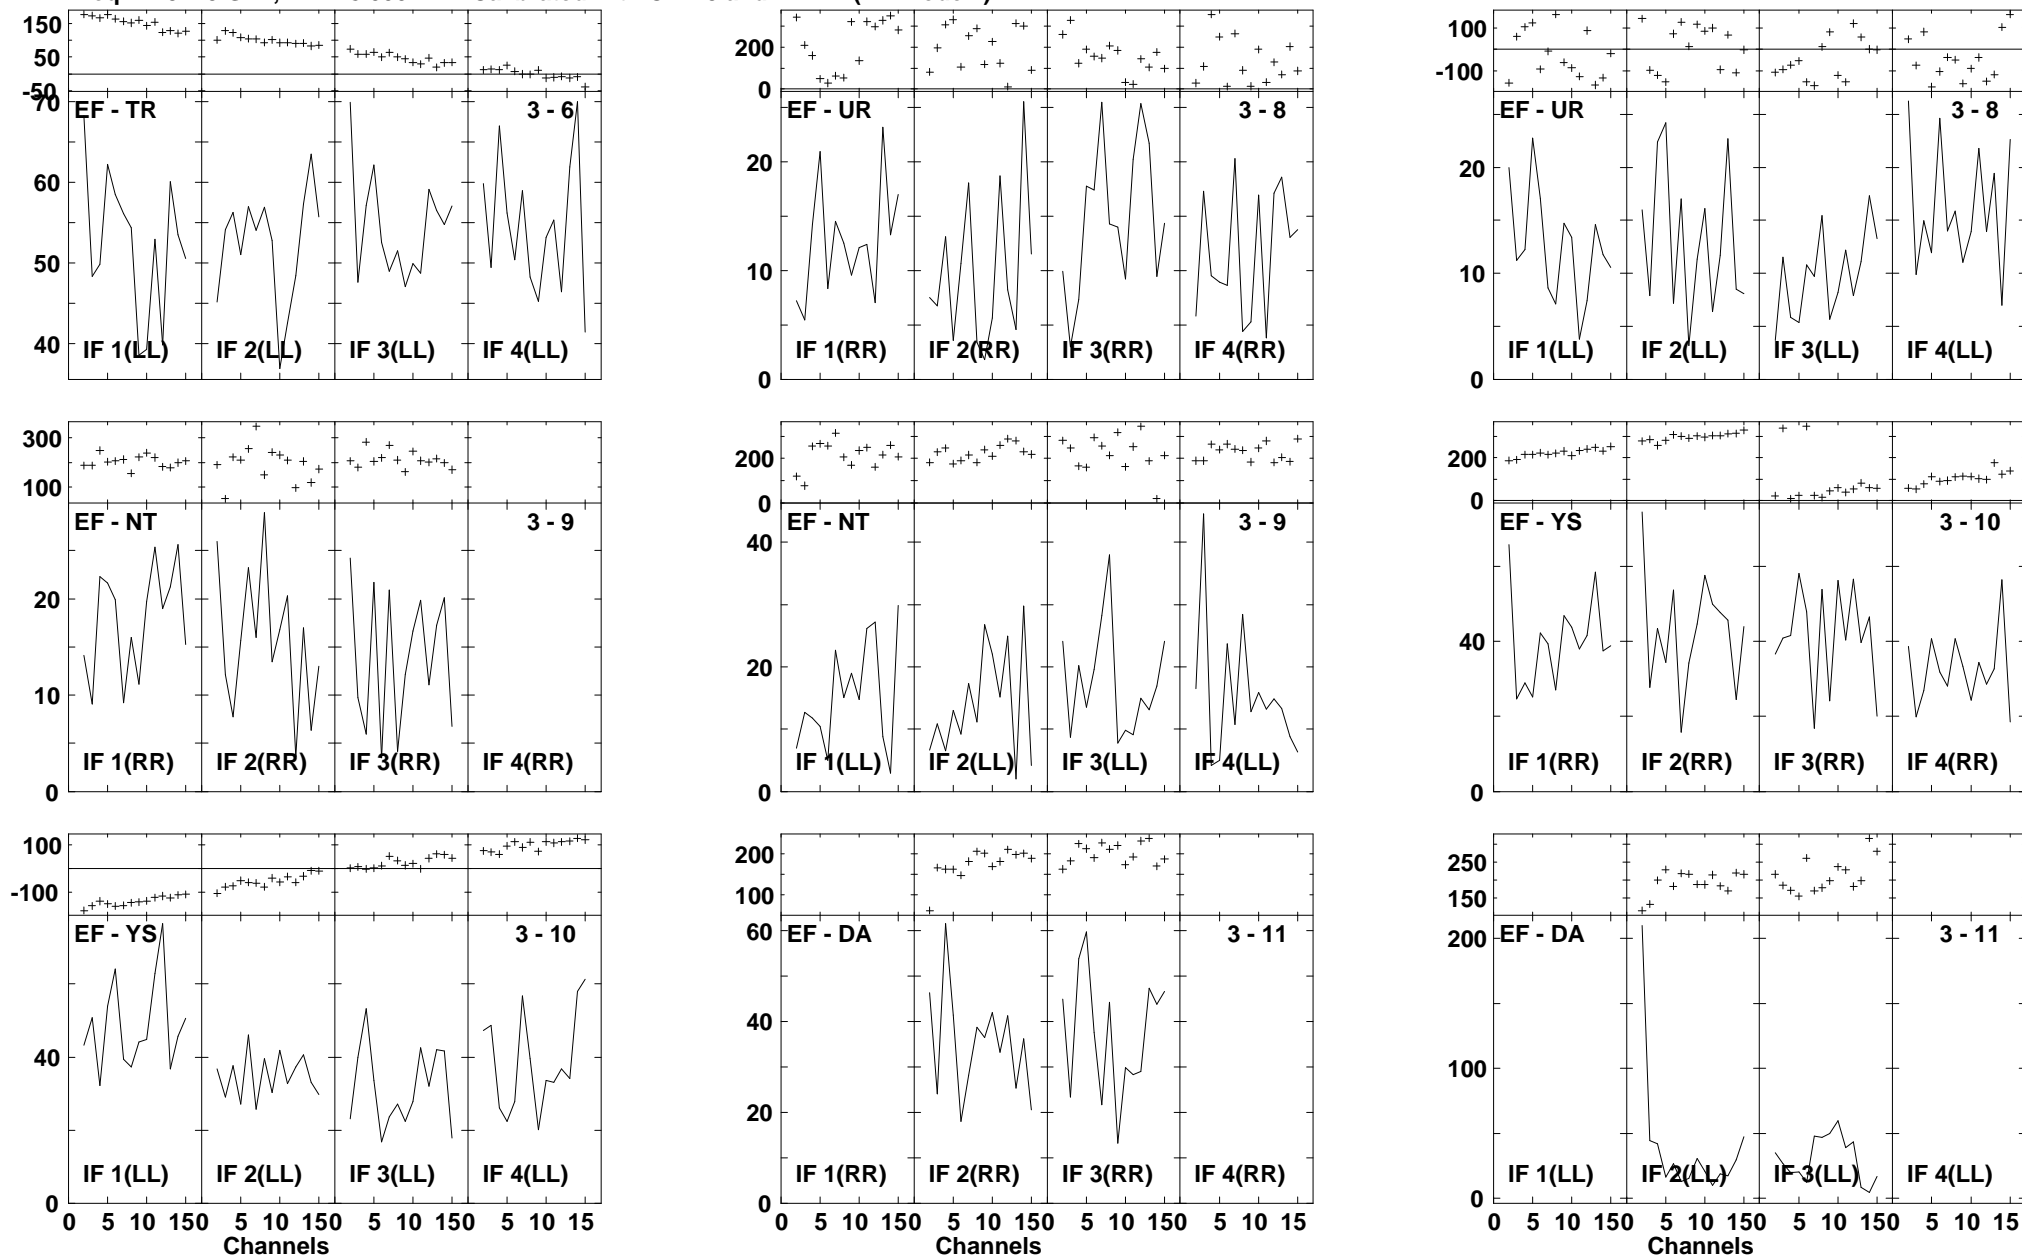 150
50
-50
70
60
50
40
EF - TR
3 - 6
IF 1(LL)
IF 2(LL)
IF 3(LL)
IF 4(LL)
200
0
20
10
0
EF - UR
3 - 8
IF 1(RR)
IF 2(RR)
IF 3(RR)
IF 4(RR)
100
-100
20
10
0
EF - UR
3 - 8
IF 1(LL)
IF 2(LL)
IF 3(LL)
IF 4(LL)
300
100
20
10
0
EF - NT
3 - 9
IF 1(RR)
IF 2(RR)
IF 3(RR)
IF 4(RR)
200
0
40
20
0
EF - NT
3 - 9
IF 1(LL)
IF 2(LL)
IF 3(LL)
IF 4(LL)
200
0
40
0
EF - YS
3 - 10
IF 1(RR)
IF 2(RR)
IF 3(RR)
IF 4(RR)
100
-100
40
0
EF - YS
3 - 10
IF 1(LL)
IF 2(LL)
IF 3(LL)
IF 4(LL)
0 5 10 150 5 10 150 5 10 150 5 10 15
Channels
200
100
60
40
20
0
EF - DA
3 - 11
IF 1(RR)
IF 2(RR)
IF 3(RR)
IF 4(RR)
0 5 10 150 5 10 150 5 10 150 5 10 15
Channels
250
150
200
100
0
EF - DA
3 - 11
IF 1(LL)
IF 2(LL)
IF 3(LL)
IF 4(LL)
0 5 10 150 5 10 150 5 10 150 5 10 15
Channels